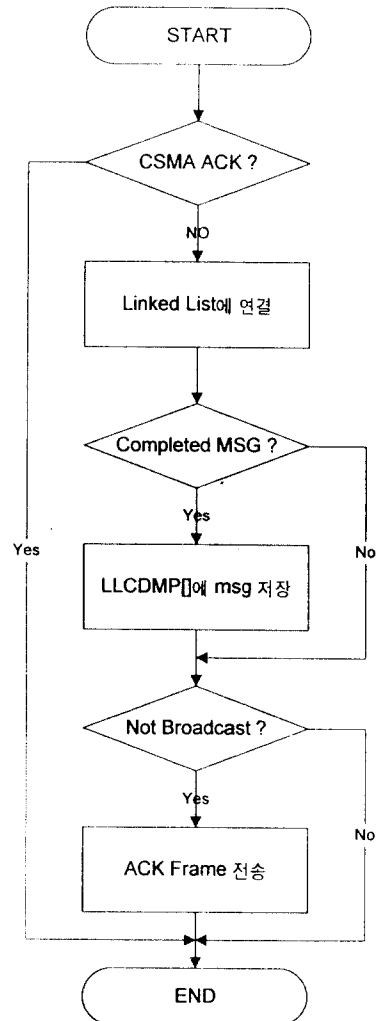 START
CSMA ACK ?
NO
Linked List에 연결
Completed MSG ?
Yes
Yes
No
LLCDMP[]에 msg 저장
Not Broadcast ?
Yes
No
ACK Frame 전송
END